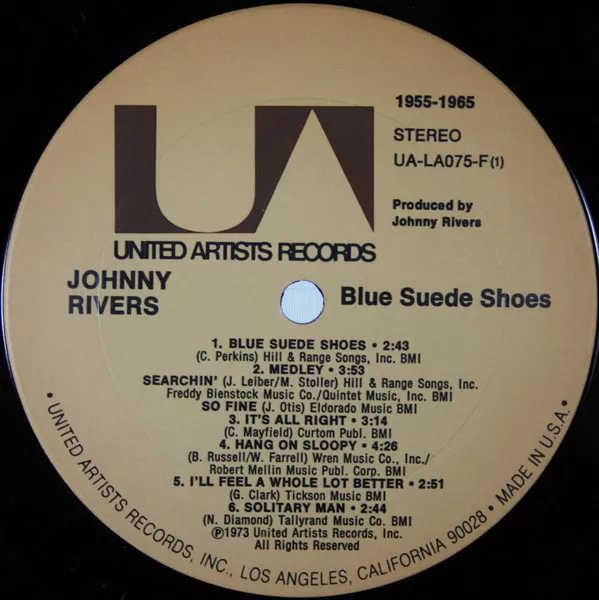 1955-1965
STEREO
UA-LA075-F(1)
Produced by
Johnny Rivers
UA
UNITED ARTISTS RECORDS
JOHNNY
RIVERS
Blue Suede Shoes
1. BLUE SUEDE SHOES • 2:43
(C. Perkins) Hill & Range Songs, Inc. BMI
2. MEDLEY • 3:53
SEARCHIN' (J. Leiber/M. Stoller) Hill & Range Songs, Inc.
Freddy Bienstock Music Co./Quintet Music, Inc. BMI
SO FINE (J. Otis) Eldorado Music BMI
3. IT'S ALL RIGHT • 3:14
(C. Mayfield) Curtom Publ. BMI
4. HANG ON SLOOPY • 4:26
(B. Russell/W. Farrell) Wren Music Co., Inc./
Robert Mellin Music Publ. Corp. BMI
5. I'LL FEEL A WHOLE LOT BETTER • 2:51
(G. Clark) Tickson Music BMI
6. SOLITARY MAN • 2:44
(N. Diamond) Tallyrand Music Co. BMI
℗1973 United Artists Records, Inc.
All Rights Reserved
• UNITED ARTISTS RECORDS, INC., LOS ANGELES, CALIFORNIA 90028 • MADE IN U.S.A. •